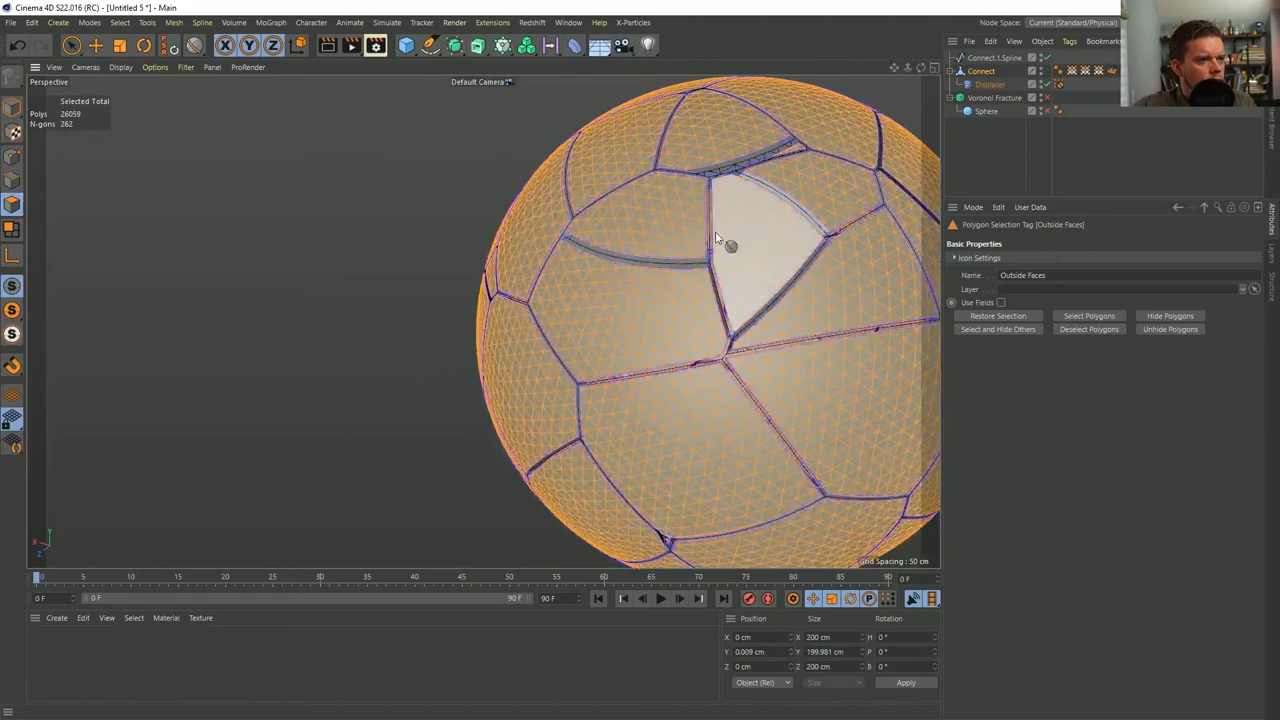 Cinema 4D S22.016 (RC) - [Untitled 5 *] - Main
File Edit Create Modes Select Tools Mesh Spline Volume MoGraph Character Animate Simulate Tracker Render Extensions Redshift Window Help X-Particles
Node Space: Current (Standard/Physical)
File Edit View Object Tags Bookmarks
View Cameras Display Options Filter Panel ProRender
Perspective
Default Camera
Connect.1.Spline
Connect
Displacer
Voronoi Fracture
Sphere
Selected Total
Polys 26059
N-gons 262
Mode Edit User Data
Polygon Selection Tag [Outside Faces]
Basic Properties
Icon Settings
Name Outside Faces
Layer
Use Fields
Restore Selection Select Polygons Hide Polygons
Select and Hide Others Deselect Polygons Unhide Polygons
Attributes
Layers
Structure
Y
X
Z
Grid Spacing : 50 cm
0 5 10 15 20 25 30 35 40 45 50 55 60 65 70 75 80 85 90 0 F
0 F 0 F 90 F 90 F
Create Edit View Select Material Texture
Position Size Rotation
X 0 cm X 200 cm H 0 °
Y 0.009 cm Y 199.981 cm P 0 °
Z 0 cm Z 200 cm B 0 °
Object (Rel) Size Apply